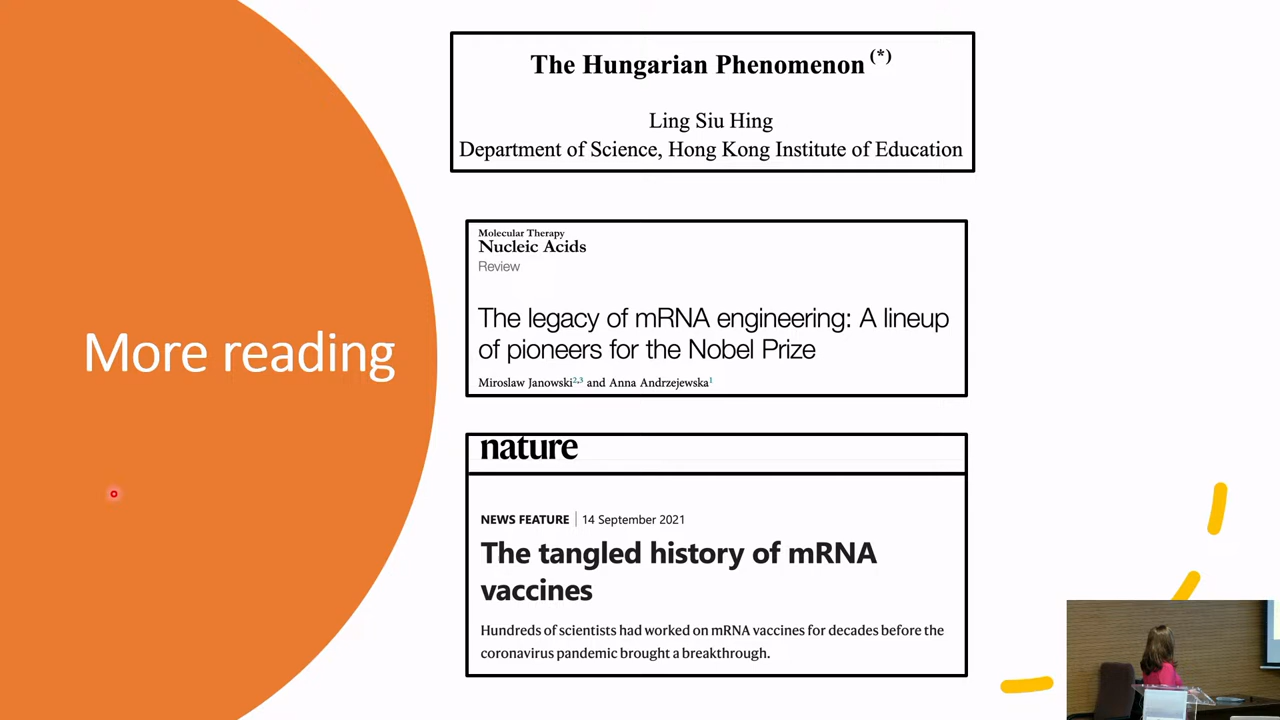 More reading
The Hungarian Phenomenon (*)
Ling Siu Hing
Department of Science, Hong Kong Institute of Education
Molecular Therapy
Nucleic Acids
Review
The legacy of mRNA engineering: A lineup
of pioneers for the Nobel Prize
Miroslaw Janowski2,3 and Anna Andrzejewska1
nature
NEWS FEATURE | 14 September 2021
The tangled history of mRNA
vaccines
Hundreds of scientists had worked on mRNA vaccines for decades before the
coronavirus pandemic brought a breakthrough.